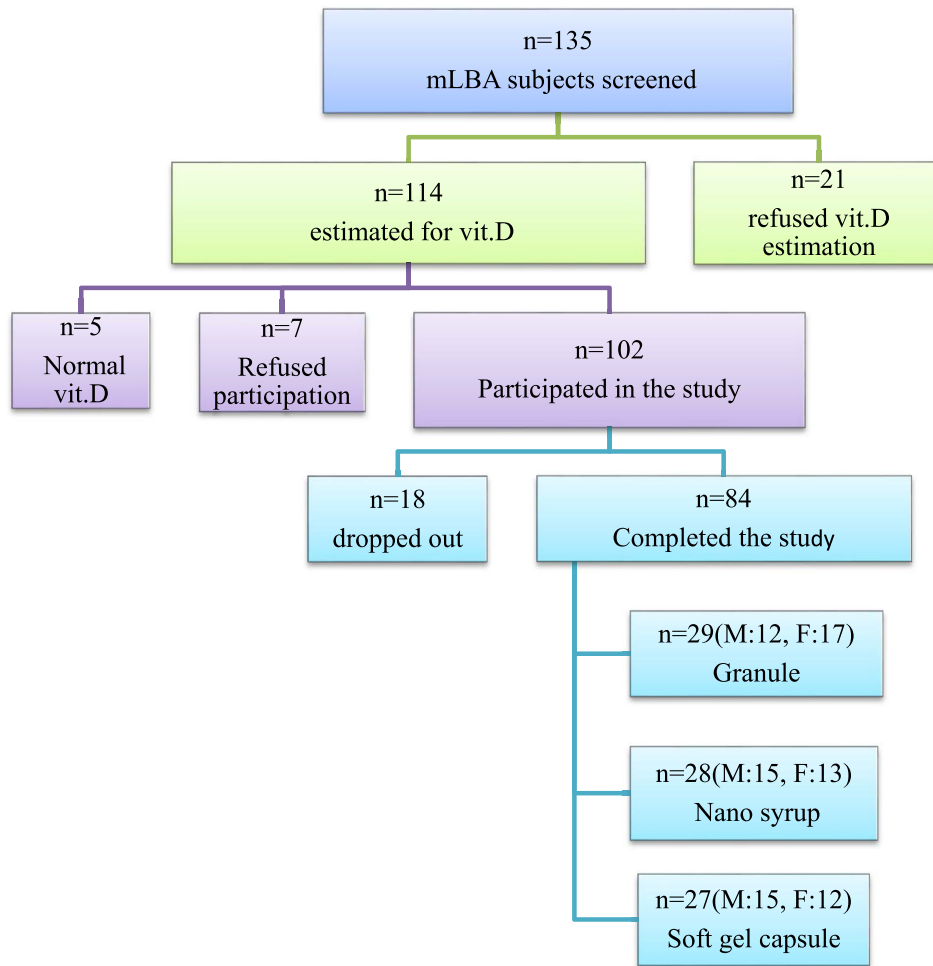 n=135
mLBA subjects screened
n=114
estimated for vit.D
n=21
refused vit.D
estimation
n=5
Normal
vit.D
n=7
Refused
participation
n=102
Participated in the study
n=18
dropped out
n=84
Completed the study
n=29(M:12, F:17)
Granule
n=28(M:15, F:13)
Nano syrup
n=27(M:15, F:12)
Soft gel capsule